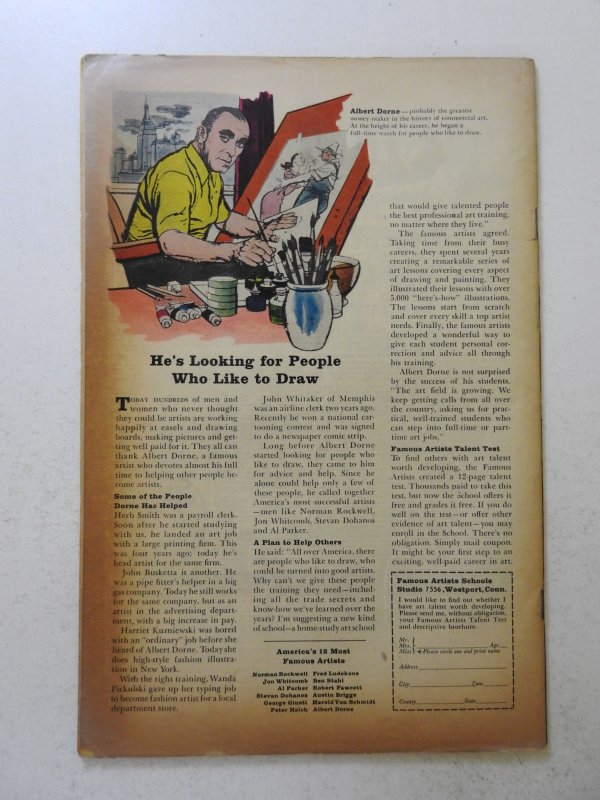 Albert Dorne—probably the greatest
money-maker in the history of commercial art.
At the height of his career, he began a
full-time search for people who like to draw.
He's Looking for People
Who Like to Draw
TODAY HUNDREDS of men and
women who never thought
they could be artists are working
happily at easels and drawing
boards, making pictures and get-
ting well paid for it. They all can
thank Albert Dorne, a famous
artist who devotes almost his full
time to helping other people be-
come artists.
Some of the People
Dorne Has Helped
Herb Smith was a payroll clerk.
Soon after he started studying
with us, he landed an art job
with a large printing firm. This
was four years ago; today he's
head artist for the same firm.
John Busketta is another. He
was a pipe fitter's helper in a big
gas company. Today he still works
for the same company, but as an
artist in the advertising depart-
ment, with a big increase in pay.
Harriet Kuzniewski was bored
with an "ordinary" job before she
heard of Albert Dorne. Today she
does high-style fashion illustra-
tion in New York.
With the right training, Wanda
Pickulski gave up her typing job
to become fashion artist for a local
department store.
John Whitaker of Memphis
was an airline clerk two years ago.
Recently he won a national car-
tooning contest and was signed
to do a newspaper comic strip.
Long before Albert Dorne
started looking for people who
like to draw, they came to him
for advice and help. Since he
alone could help only a few of
these people, he called together
America's most successful artists
—men like Norman Rockwell,
Jon Whitcomb, Stevan Dohanos
and Al Parker.
A Plan to Help Others
He said: "All over America, there
are people who like to draw, who
could be turned into good artists.
Why can't we give these people
the training they need—includ-
ing all the trade secrets and
know-how we've learned over the
years? I'm suggesting a new kind
of school—a home-study art school
America's 12 Most
Famous Artists
Norman Rockwell Fred Ludekens
Jon Whitcomb Ben Stahl
Al Parker Robert Fawcett
Stevan Dohanos Austin Briggs
George Giusti Harold Von Schmidt
Peter Helck Albert Dorne
that would give talented people
the best professional art training,
no matter where they live."
The famous artists agreed.
Taking time from their busy
careers, they spent several years
creating a remarkable series of
art lessons covering every aspect
of drawing and painting. They
illustrated their lessons with over
5,000 "here's-how" illustrations.
The lessons start from scratch
and cover every skill a top artist
needs. Finally, the famous artists
developed a wonderful way to
give each student personal cor-
rection and advice all through
his training.
Albert Dorne is not surprised
by the success of his students.
"The art field is growing. We
keep getting calls from all over
the country, asking us for prac-
tical, well-trained students who
can step into full-time or part-
time art jobs."
Famous Artists Talent Test
To find others with art talent
worth developing, the Famous
Artists created a 12-page talent
test. Thousands paid to take this
test, but now the School offers it
free and grades it free. If you do
well on the test—or offer other
evidence of art talent—you may
enroll in the School. There's no
obligation. Simply mail coupon.
It might be your first step to an
exciting, well-paid career in art.
Famous Artists Schools
Studio 7556, Westport, Conn.
I would like to find out whether I
have art talent worth developing.
Please send me, without obligation,
your Famous Artists Talent Test
and descriptive brochure.
Mr.
Mrs. Age
Miss Please circle one and print name
Address
City Zone
County State